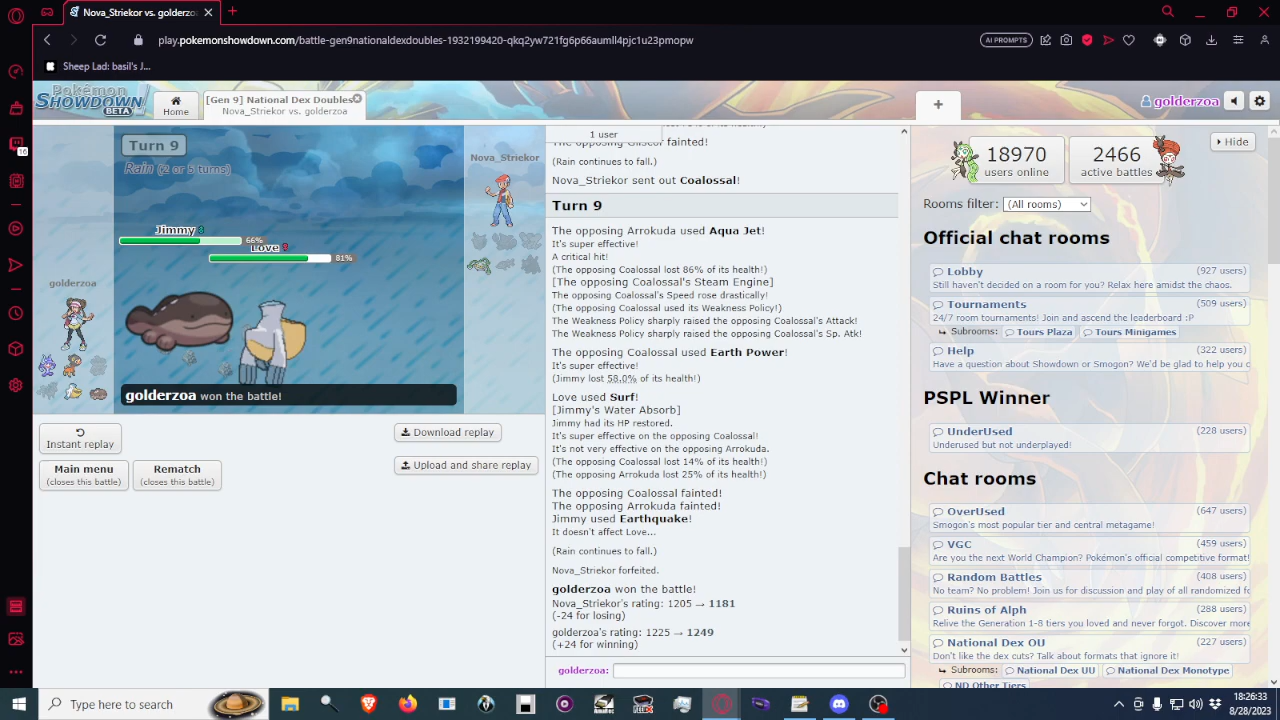 Nova_Striekor vs. golderzo
play.pokemonshowdown.com/battle-gen9nationaldexdoubles-1932199420-qkq2yw721fg6p66aumll4pjc1u23pmopw
AI PROMPTS
Sheep Lad: basil's J...
Pokémon
SHOWDOWN
BETA
Home
[Gen 9] National Dex Doubles
Nova_Striekor vs. golderzoa
+
golderzoa
Turn 9
Rain (2 or 5 turns)
Nova_Striekor
Jimmy
66%
Love
81%
golderzoa
golderzoa won the battle!
Instant replay
Download replay
Upload and share replay
Main menu
(closes this battle)
Rematch
(closes this battle)
1 user
fainted!
(Rain continues to fall.)
Nova_Striekor sent out Coalossal!
Turn 9
The opposing Arrokuda used Aqua Jet!
It's super effective!
A critical hit!
(The opposing Coalossal lost 86% of its health!)
[The opposing Coalossal's Steam Engine]
The opposing Coalossal's Speed rose drastically!
(The opposing Coalossal used its Weakness Policy!)
The Weakness Policy sharply raised the opposing Coalossal's Attack!
The Weakness Policy sharply raised the opposing Coalossal's Sp. Atk!
The opposing Coalossal used Earth Power!
It's super effective!
(Jimmy lost 58.0% of its health!)
Love used Surf!
[Jimmy's Water Absorb]
Jimmy had its HP restored.
It's super effective on the opposing Coalossal!
It's not very effective on the opposing Arrokuda.
(The opposing Coalossal lost 14% of its health!)
(The opposing Arrokuda lost 25% of its health!)
The opposing Coalossal fainted!
The opposing Arrokuda fainted!
Jimmy used Earthquake!
It doesn't affect Love...
(Rain continues to fall.)
Nova_Striekor forfeited.
golderzoa won the battle!
Nova_Striekor's rating: 1205 → 1181
(-24 for losing)
golderzoa's rating: 1225 → 1249
(+24 for winning)
golderzoa:
18970
users online
2466
active battles
Hide
Rooms filter: (All rooms)
Official chat rooms
Lobby (927 users)
Still haven't decided on a room for you? Relax here amidst the chaos.
Tournaments (509 users)
24/7 room tournaments! Join and ascend the leaderboard :P
Subrooms: Tours Plaza Tours Minigames
Help (322 users)
Have a question about Showdown or Smogon? We'd be glad to help you
PSPL Winner
UnderUsed (228 users)
Underused but not underplayed!
Chat rooms
OverUsed (647 users)
Smogon's most popular tier and central metagame!
VGC (459 users)
Are you the next World Champion? Pokémon's official competitive format!
Random Battles (408 users)
No team? No problem! Join us for discussion and play of all randomized
Ruins of Alph (288 users)
Relive the Generation 1-8 tiers you loved and never forgot. Discover more
National Dex OU (227 users)
Don't like the dex cuts? Talk about formats that ignore it!
Subrooms: National Dex UU National Dex Monotype
ND Other Tiers
Type here to search
18:26:33
8/28/2023